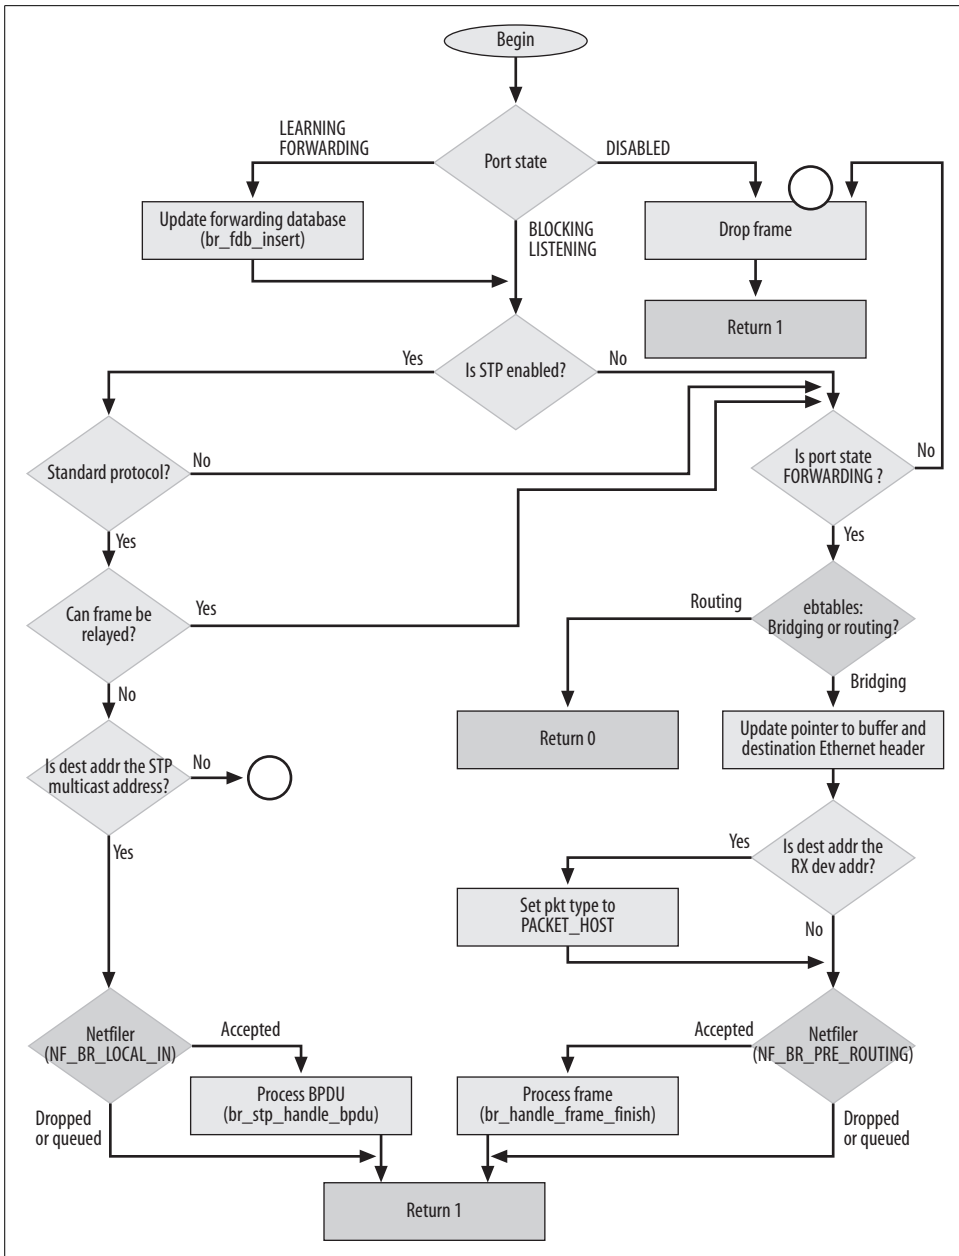 Begin
LEARNING
FORWARDING
Port state
DISABLED
Update forwarding database
(br_fdb_insert)
BLOCKING
LISTENING
Drop frame
Return 1
Yes
Is STP enabled?
No
Standard protocol?
No
Is port state
FORWARDING ?
No
Yes
Yes
Can frame be
relayed?
Yes
Routing
ebtables:
Bridging or routing?
No
Bridging
Return 0
Update pointer to buffer and
destination Ethernet header
Is dest addr the STP
multicast address?
No
Yes
Yes
Is dest addr the
RX dev addr?
Set pkt type to
PACKET_HOST
No
Netfiler
(NF_BR_LOCAL_IN)
Accepted
Accepted
Netfiler
(NF_BR_PRE_ROUTING)
Process BPDU
(br_stp_handle_bpdu)
Process frame
(br_handle_frame_finish)
Dropped
or queued
Dropped
or queued
Return 1